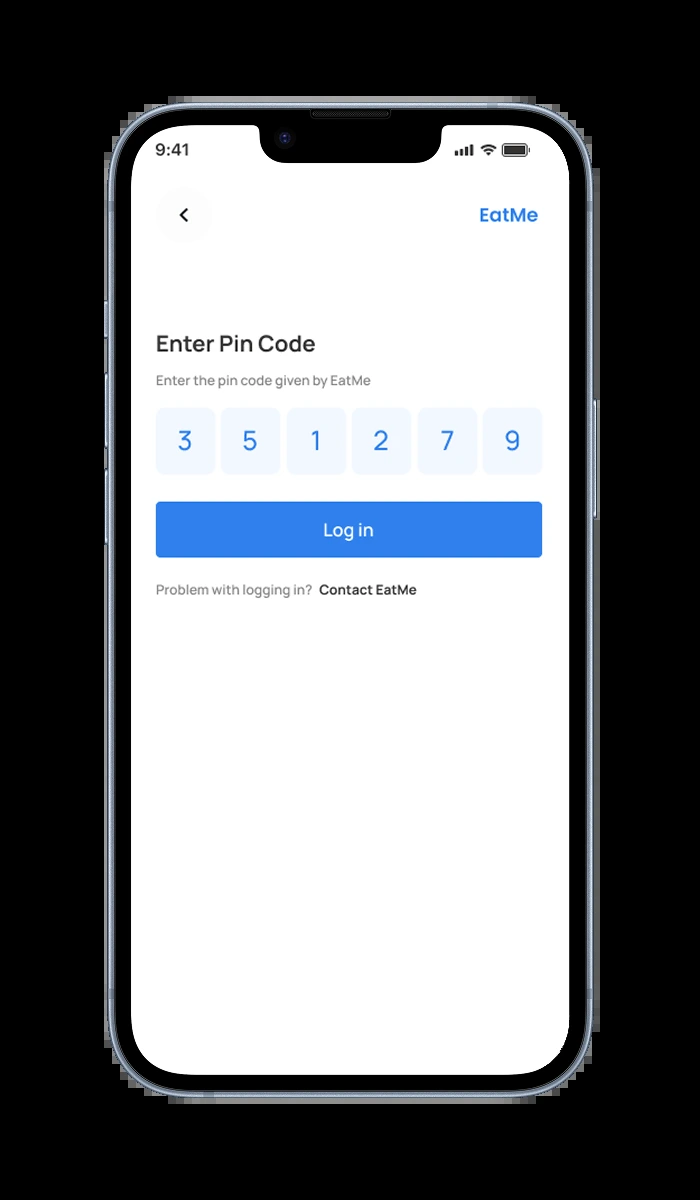 9:41
EatMe
Enter Pin Code
Enter the pin code given by EatMe
3 5 1 2 7 9
Log in
Problem with logging in? Contact EatMe